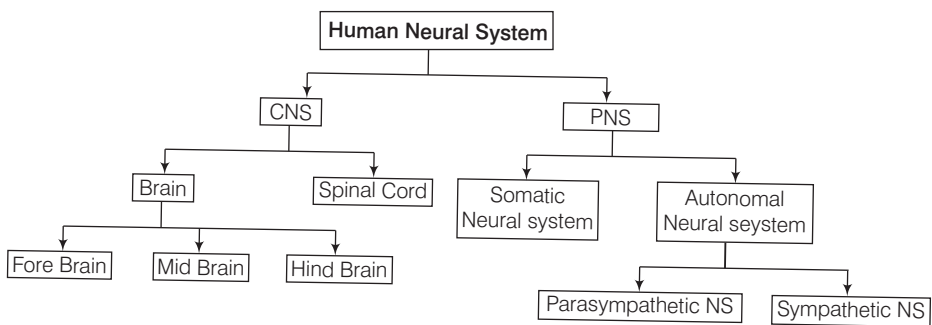 Human Neural System
CNS
PNS
Brain
Spinal Cord
Somatic
Neural system
Autonomal
Neural seystem
Fore Brain
Mid Brain
Hind Brain
Parasympathetic NS
Sympathetic NS